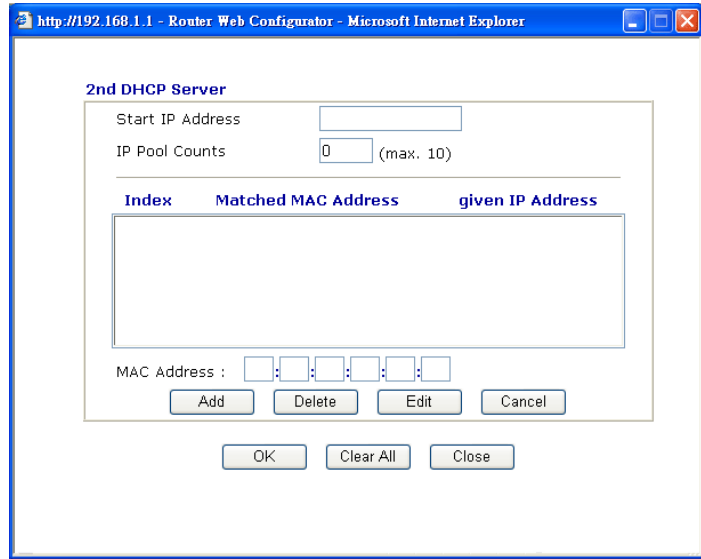 http://192.168.1.1 - Router Web Configurator - Microsoft Internet Explorer
2nd DHCP Server
Start IP Address
IP Pool Counts 0 (max. 10)
Index Matched MAC Address given IP Address
MAC Address : : : : : :
Add Delete Edit Cancel
OK Clear All Close